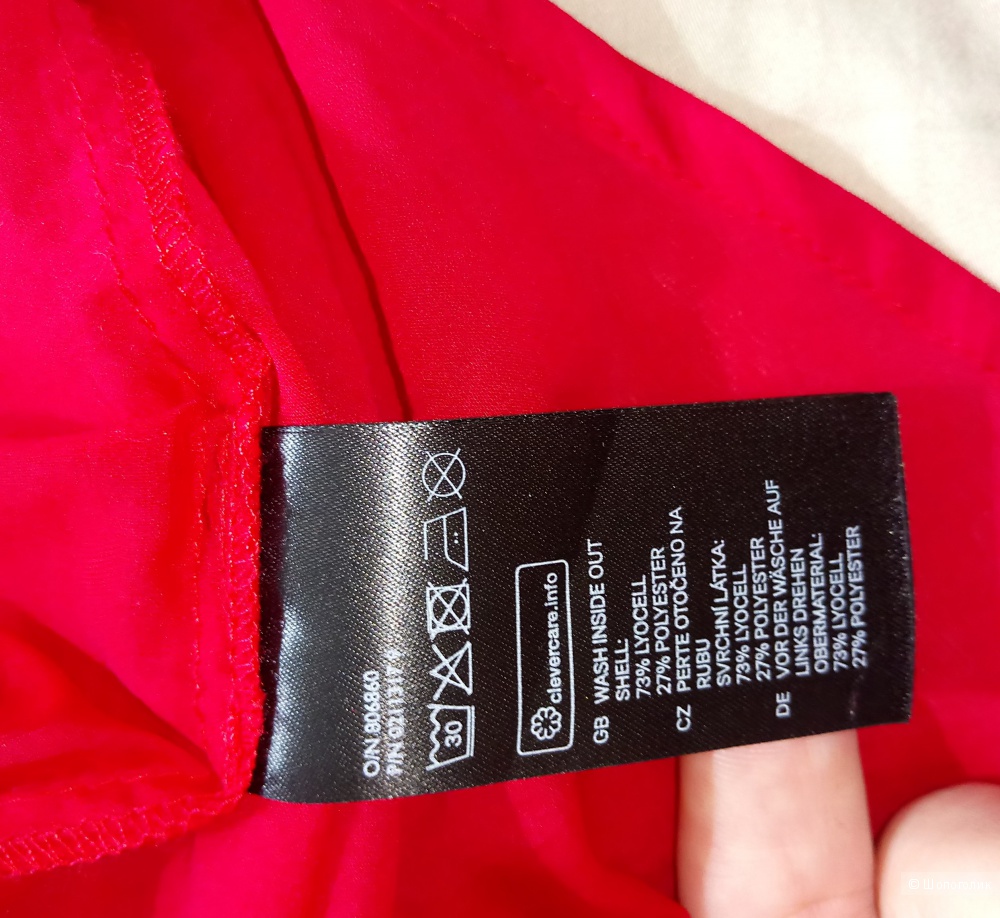 O/N 806860
P/N
30
clevercare.info
GB WASH INSIDE OUT
SHELL:
73% LYOCELL
27% POLYESTER
CZ PERTE OTOČENO NA
RUBU
SVRCHNÍ LÁTKA:
73% LYOCELL
27% POLYESTER
DE VOR DER WÄSCHE AUF
LINKS DREHEN
OBERMATERIAL:
73% LYOCELL
27% POLYESTER